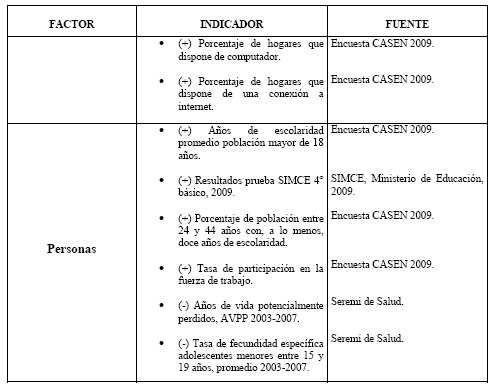 FACTOR INDICADOR FUENTE
• (+) Porcentaje de hogares que Encuesta CASEN 2009.
dispone de computador.
• (+) Porcentaje de hogares que Encuesta CASEN 2009.
dispone de una conexión a
internet.
• (+) Años de escolaridad Encuesta CASEN 2009.
promedio población mayor de 18
años.
• (+) Resultados prueba SIMCE 4° SIMCE, Ministerio de Educación,
básico, 2009. 2009.
• (+) Porcentaje de población entre Encuesta CASEN 2009.
24 y 44 años con, a lo menos,
doce años de escolaridad.
Personas
• (+) Tasa de participación en la Encuesta CASEN 2009.
fuerza de trabajo.
• (-) Años de vida potencialmente Seremi de Salud.
perdidos, AVPP 2003-2007.
• (-) Tasa de fecundidad específica Seremi de Salud.
adolescentes menores entre 15 y
19 años, promedio 2003-2007.